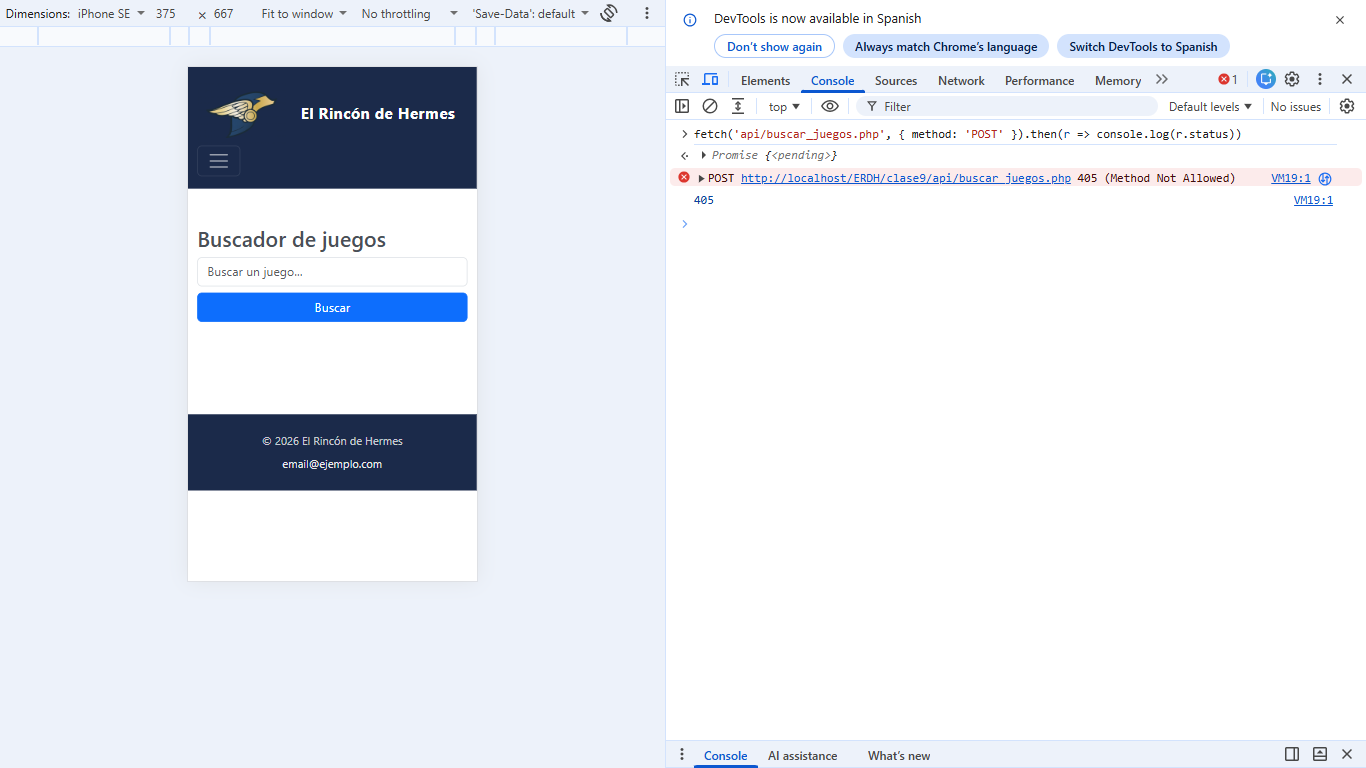 Dimensions: iPhone SE 375 × 667 Fit to window No throttling 'Save-Data': default
El Rincón de Hermes
Buscador de juegos
Buscar un juego...
Buscar
© 2026 El Rincón de Hermes
email@ejemplo.com
DevTools is now available in Spanish
Don't show again Always match Chrome's language Switch DevTools to Spanish
Elements Console Sources Network Performance Memory 1
top Filter Default levels No issues
fetch('api/buscar_juegos.php', { method: 'POST' }).then(r => console.log(r.status))
Promise {<pending>}
POST http://localhost/ERDH/clase9/api/buscar_juegos.php 405 (Method Not Allowed) VM19:1
405 VM19:1
Console AI assistance What's new